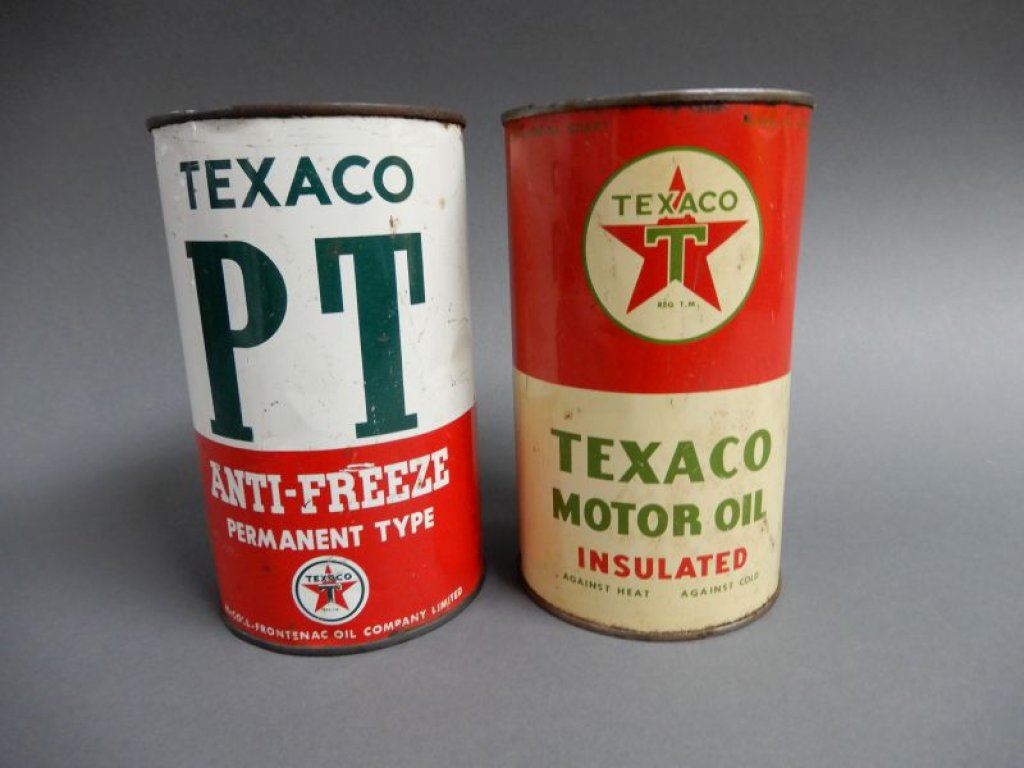 TEXACO
PT
ANTI-FREEZE
PERMANENT TYPE
TEXACO
T
McCOLL-FRONTENAC OIL COMPANY LIMITED
TEXACO
T
REG. T.M.
TEXACO
MOTOR OIL
INSULATED
AGAINST HEAT AGAINST COLD